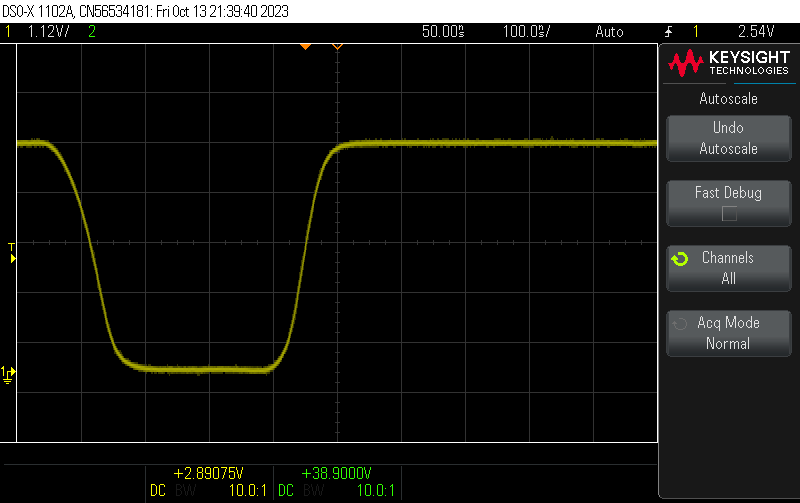 DSO-X 1102A, CN56534181: Fri Oct 13 21:39:40 2023
1 1.12V/ 2 50.00ns 100.0ns/ Auto 1 2.54V
KEYSIGHT
TECHNOLOGIES
Autoscale
Undo
Autoscale
Fast Debug
T
Channels
All
Acq Mode
Normal
1
+2.89075V +38.9000V
DC BW 10.0:1 DC BW 10.0:1